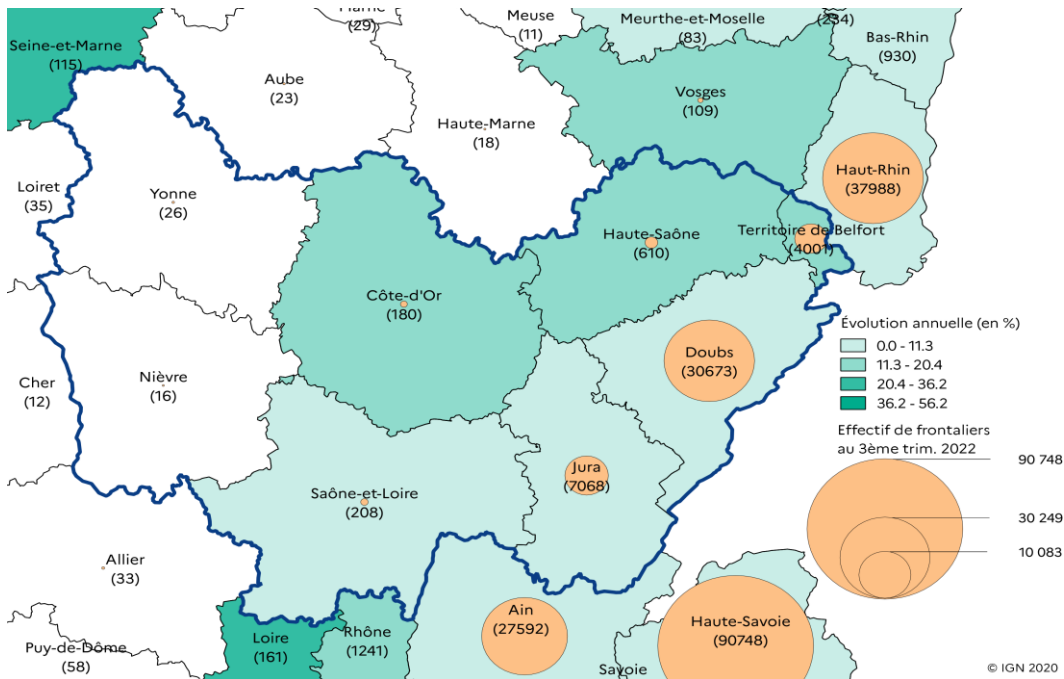 Marne
(29)
Meuse
(11)
Meurthe-et-Moselle
(83)
(234)
Bas-Rhin
(930)
Seine-et-Marne
(115)
Aube
(23)
Haute-Marne
(18)
Vosges
(109)
Haut-Rhin
(37988)
Loiret
(35)
Yonne
(26)
Haute-Saône
(610)
Territoire de Belfort
(4001)
Côte-d'Or
(180)
Doubs
(30673)
Cher
(12)
Nièvre
(16)
Jura
(7068)
Saône-et-Loire
(208)
Allier
(33)
Puy-de-Dôme
(58)
Loire
(161)
Rhône
(1241)
Ain
(27592)
Haute-Savoie
(90748)
Savoie
Évolution annuelle (en %)
0.0 - 11.3
11.3 - 20.4
20.4 - 36.2
36.2 - 56.2
Effectif de frontaliers
au 3ème trim. 2022
90 748
30 249
10 083
© IGN 2020